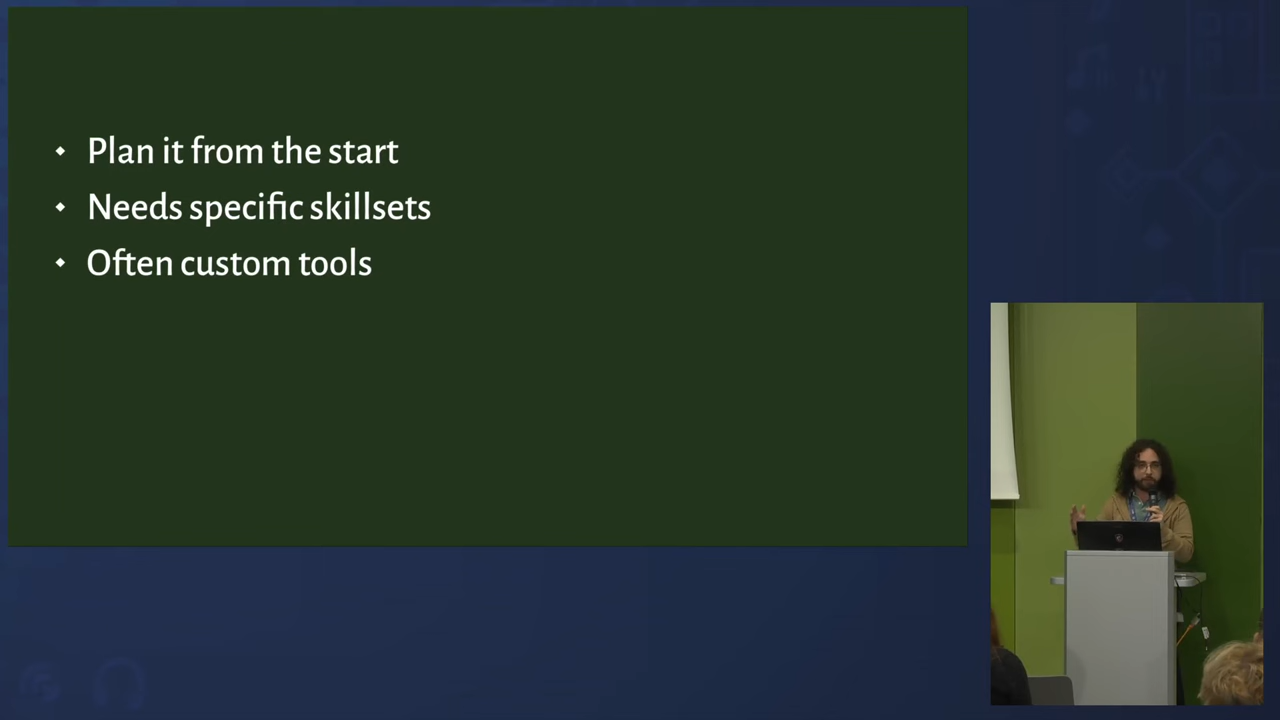 Plan it from the start
Needs specific skillsets
Often custom tools